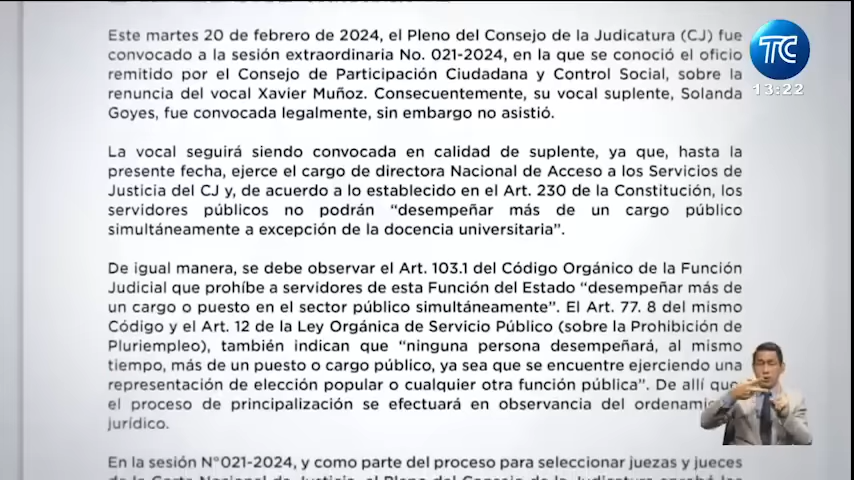 Este martes 20 de febrero de 2024, el Pleno del Consejo de la Judicatura (CJ) fue
convocado a la sesión extraordinaria No. 021-2024, en la que se conoció el oficio
remitido por el Consejo de Participación Ciudadana y Control Social, sobre la
renuncia del vocal Xavier Muñoz. Consecuentemente, su vocal suplente, Solanda
Goyes, fue convocada legalmente, sin embargo no asistió.
TC
13:22
La vocal seguirá siendo convocada en calidad de suplente, ya que, hasta la
presente fecha, ejerce el cargo de directora Nacional de Acceso a los Servicios de
Justicia del CJ y, de acuerdo a lo establecido en el Art. 230 de la Constitución, los
servidores públicos no podrán “desempeñar más de un cargo público
simultáneamente a excepción de la docencia universitaria”.
De igual manera, se debe observar el Art. 103.1 del Código Orgánico de la Función
Judicial que prohíbe a servidores de esta Función del Estado “desempeñar más de
un cargo o puesto en el sector público simultáneamente”. El Art. 77. 8 del mismo
Código y el Art. 12 de la Ley Orgánica de Servicio Público (sobre la Prohibición de
Pluriempleo), también indican que “ninguna persona desempeñará, al mismo
tiempo, más de un puesto o cargo público, ya sea que se encuentre ejerciendo una
representación de elección popular o cualquier otra función pública”. De allí que
el proceso de principalización se efectuará en observancia del
jurídico.
En la sesión N°021-2024, y como parte del proceso para seleccionar juezas y jueces